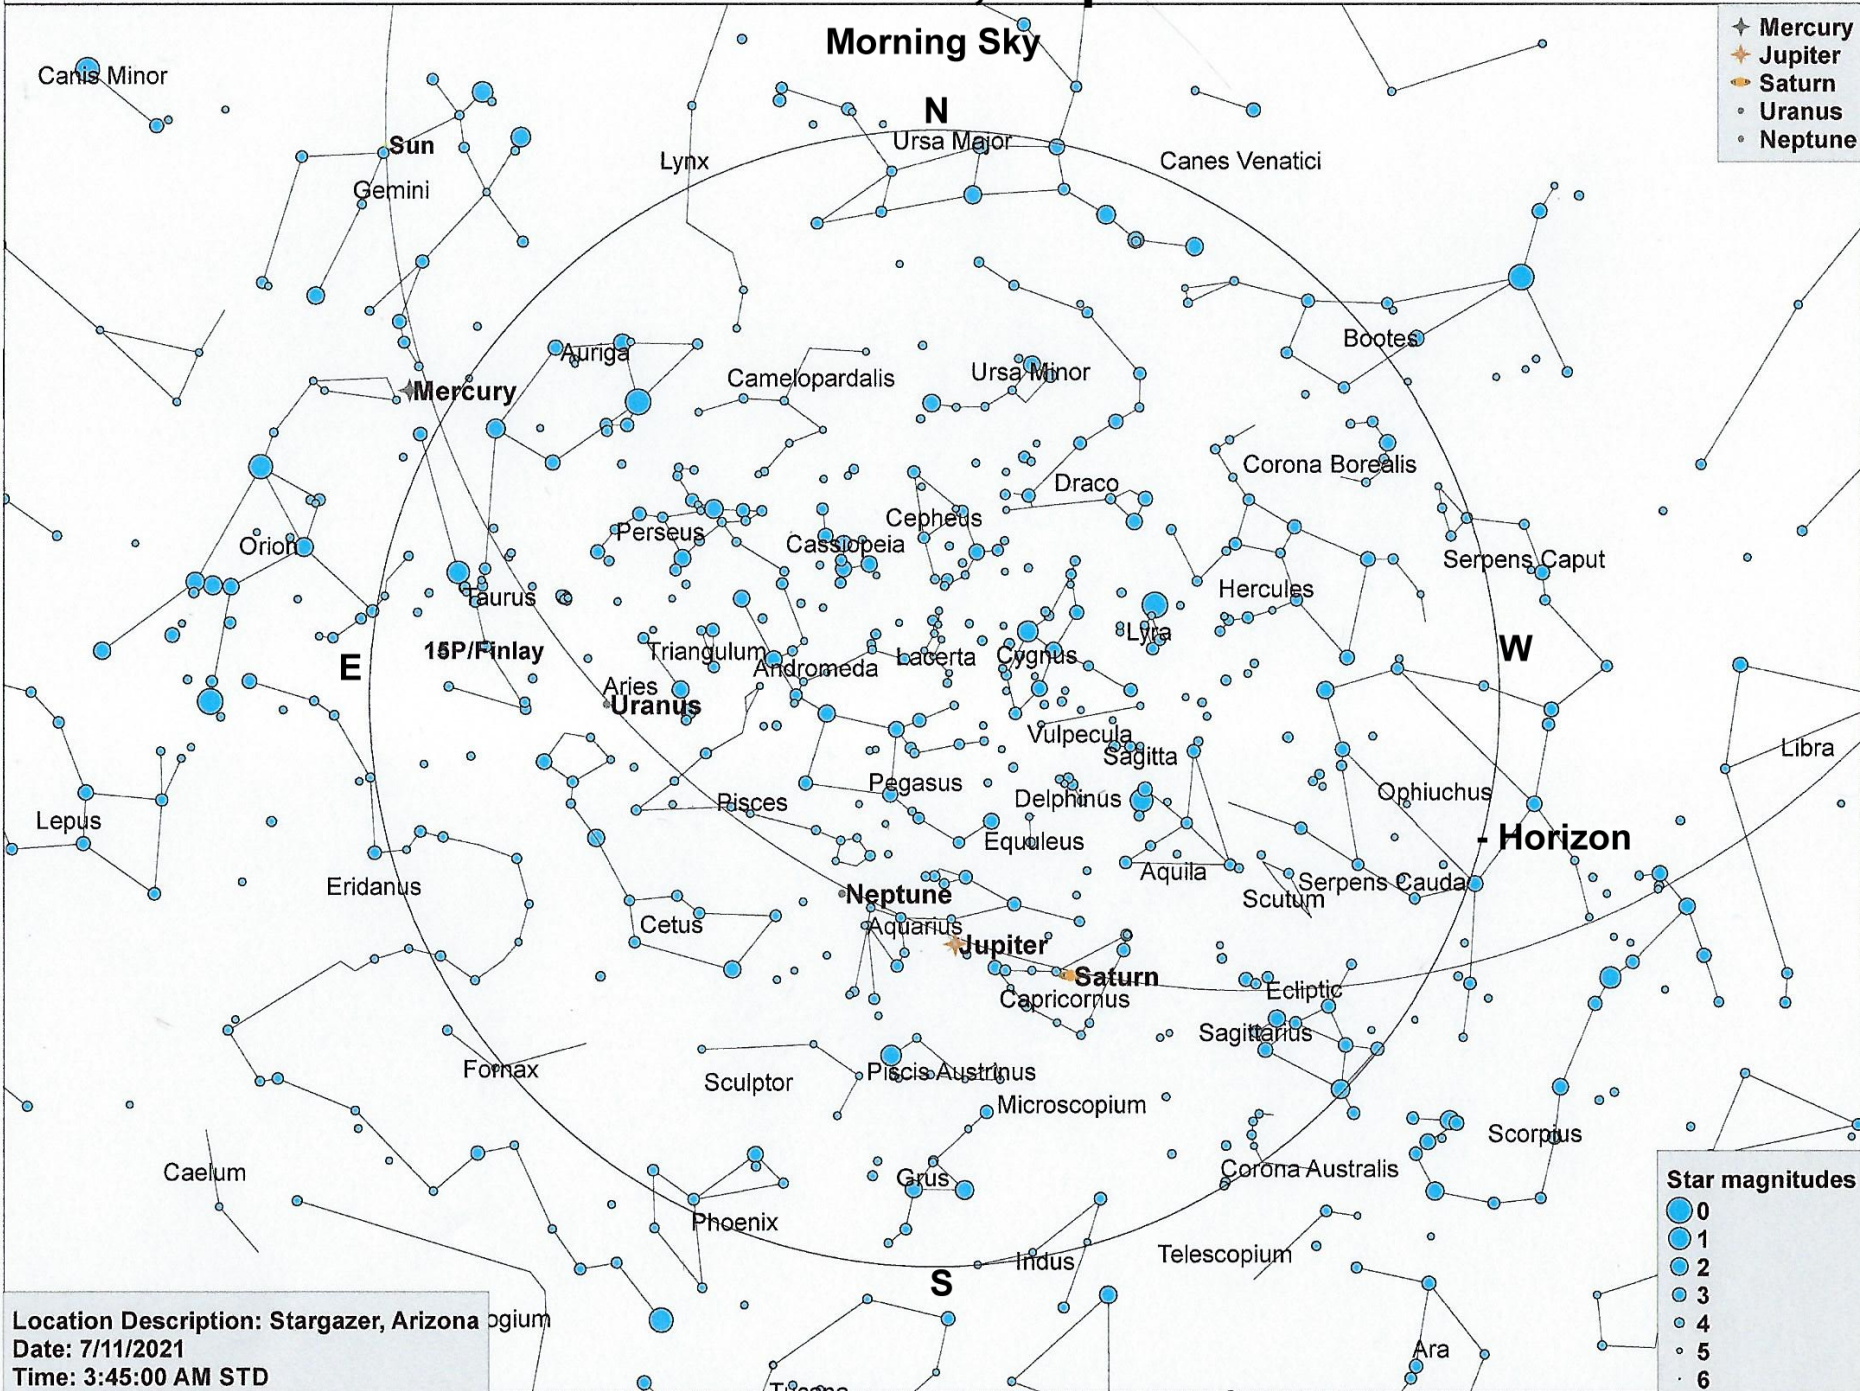 Morning Sky
Mercury
Jupiter
Saturn
Uranus
Neptune
Canis Minor
N
Ursa Major
Sun
Lynx
Canes Venatici
Gemini
Bootes
Auriga
Camelopardalis
Ursa Minor
Mercury
Corona Borealis
Draco
Cepheus
Perseus
Cassiopeia
Orion
Serpens Caput
Hercules
Taurus
Lyra
15P/Finlay
Triangulum
Andromeda
Lacerta
Cygnus
W
E
Aries
Uranus
Vulpecula
Sagitta
Libra
Pegasus
Pisces
Delphinus
Ophiuchus
Lepus
Equuleus
- Horizon
Aquila
Eridanus
Neptune
Serpens Cauda
Scutum
Cetus
Aquarius
Jupiter
Saturn
Capricornus
Ecliptic
Sagittarius
Fornax
Sculptor
Piscis Austrinus
Microscopium
Scorpius
Caelum
Grus
Corona Australis
Phoenix
Indus
Telescopium
S
Ara
Star magnitudes
0
1
2
3
4
5
6
Location Description: Stargazer, Arizona
ogium
Date: 7/11/2021
Time: 3:45:00 AM STD